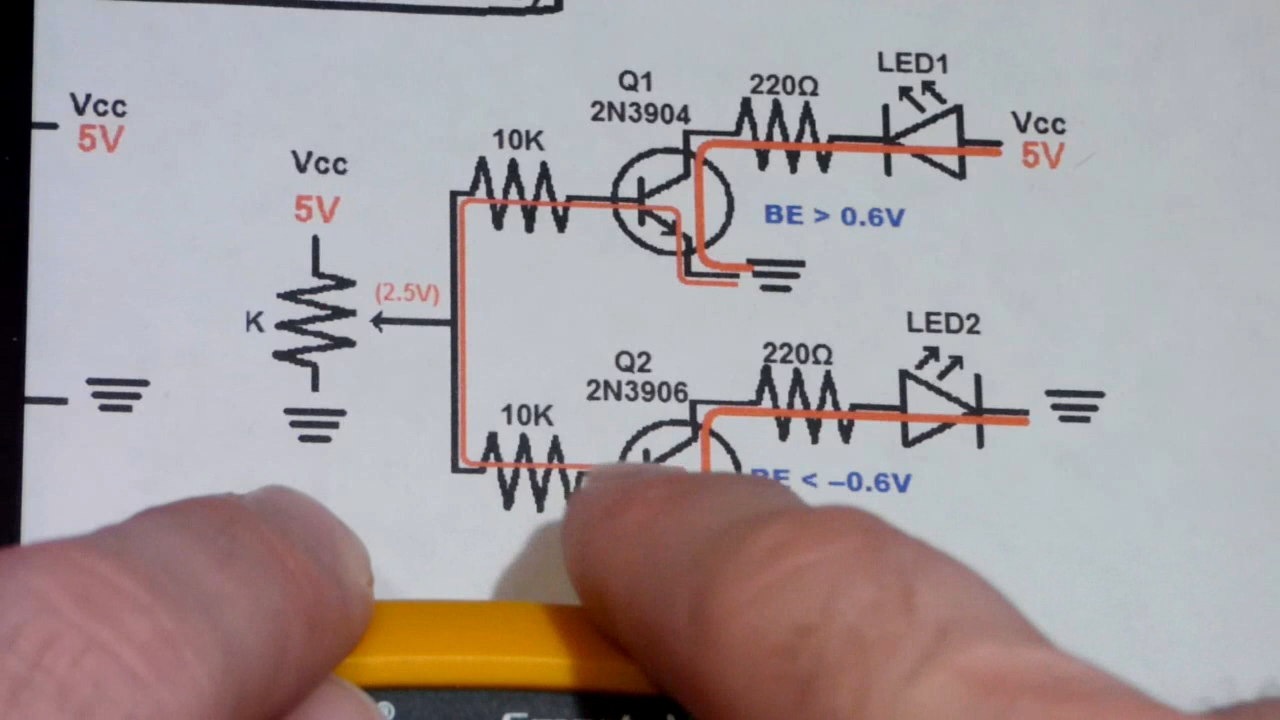 Vcc
5V
Vcc
5V
K
(2.5V)
10K
Q1
2N3904
220Ω
LED1
Vcc
5V
BE > 0.6V
10K
Q2
2N3906
220Ω
LED2
BE < –0.6V